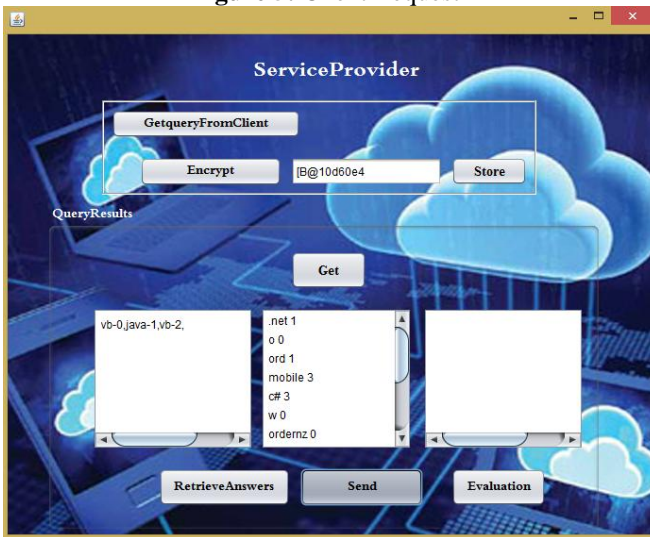 ServiceProvider
GetqueryFromClient
Encrypt
[B@10d60e4
Store
QueryResults
Get
vb-0,java-1,vb-2,
.net 1
o 0
ord 1
mobile 3
c# 3
w 0
ordernz 0
RetrieveAnswers
Send
Evaluation